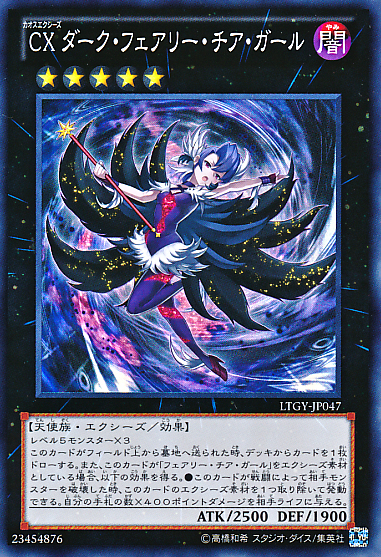 カオスエクシーズ
CX ダーク・フェアリー・チア・ガール
やみ
闇
LTGY-JP047
【天使族・エクシーズ/効果】
レベル5モンスター×3
このカードがフィールド上から墓地へ送られた時、デッキからカードを1枚
ドローする。また、このカードが「フェアリー・チア・ガール」をエクシーズ素材
としている場合、以下の効果を得る。●このカードが戦闘によって相手モン
スターを破壊した時、このカードのエクシーズ素材を1つ取り除いて発動
できる。自分の手札の数×400ポイントダメージを相手ライフに与える。
ATK/2500 DEF/1900
23454876
©高橋和希 スタジオ・ダイス/集英社